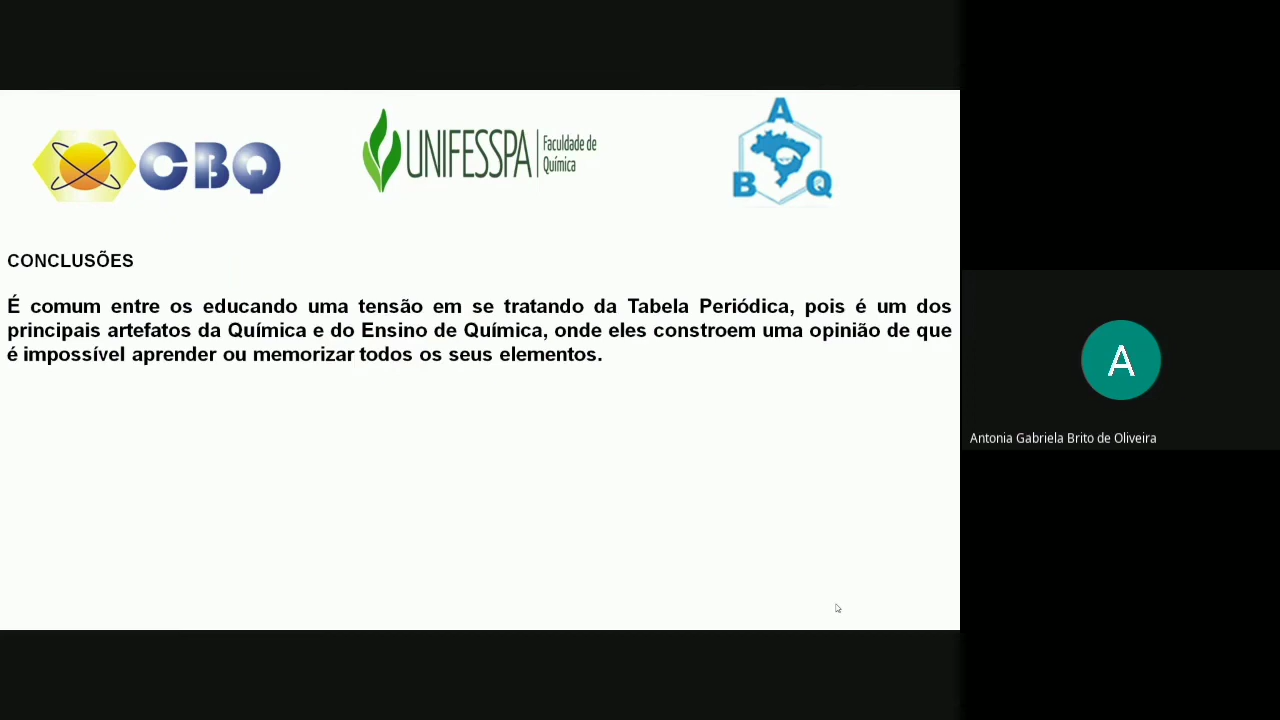 CBQ
UNIFESSPA
Faculdade de
Química
A
B Q
CONCLUSÕES
É comum entre os educando uma tensão em se tratando da Tabela Periódica, pois é um dos
principais artefatos da Química e do Ensino de Química, onde eles constroem uma opinião de que
é impossível aprender ou memorizar todos os seus elementos.
A
Antonia Gabriela Brito de Oliveira